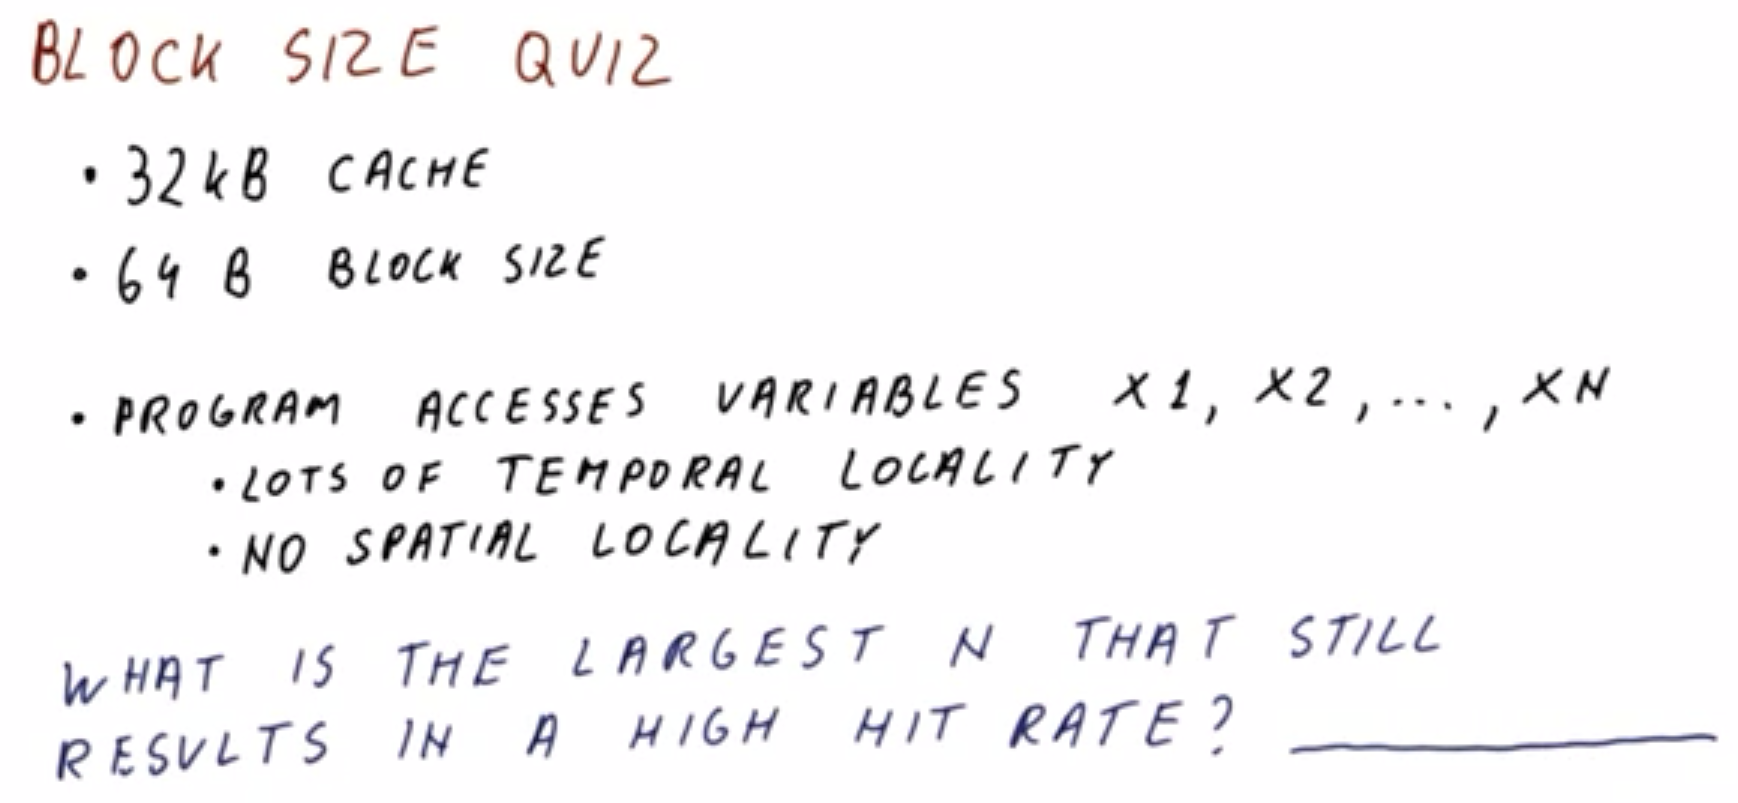 BLOCK SIZE QUIZ
• 32kB CACHE
• 64 B BLOCK SIZE
• PROGRAM ACCESSES VARIABLES X1, X2, ..., XN
• LOTS OF TEMPORAL LOCALITY
• NO SPATIAL LOCALITY
WHAT IS THE LARGEST N THAT STILL
RESULTS IN A HIGH HIT RATE?